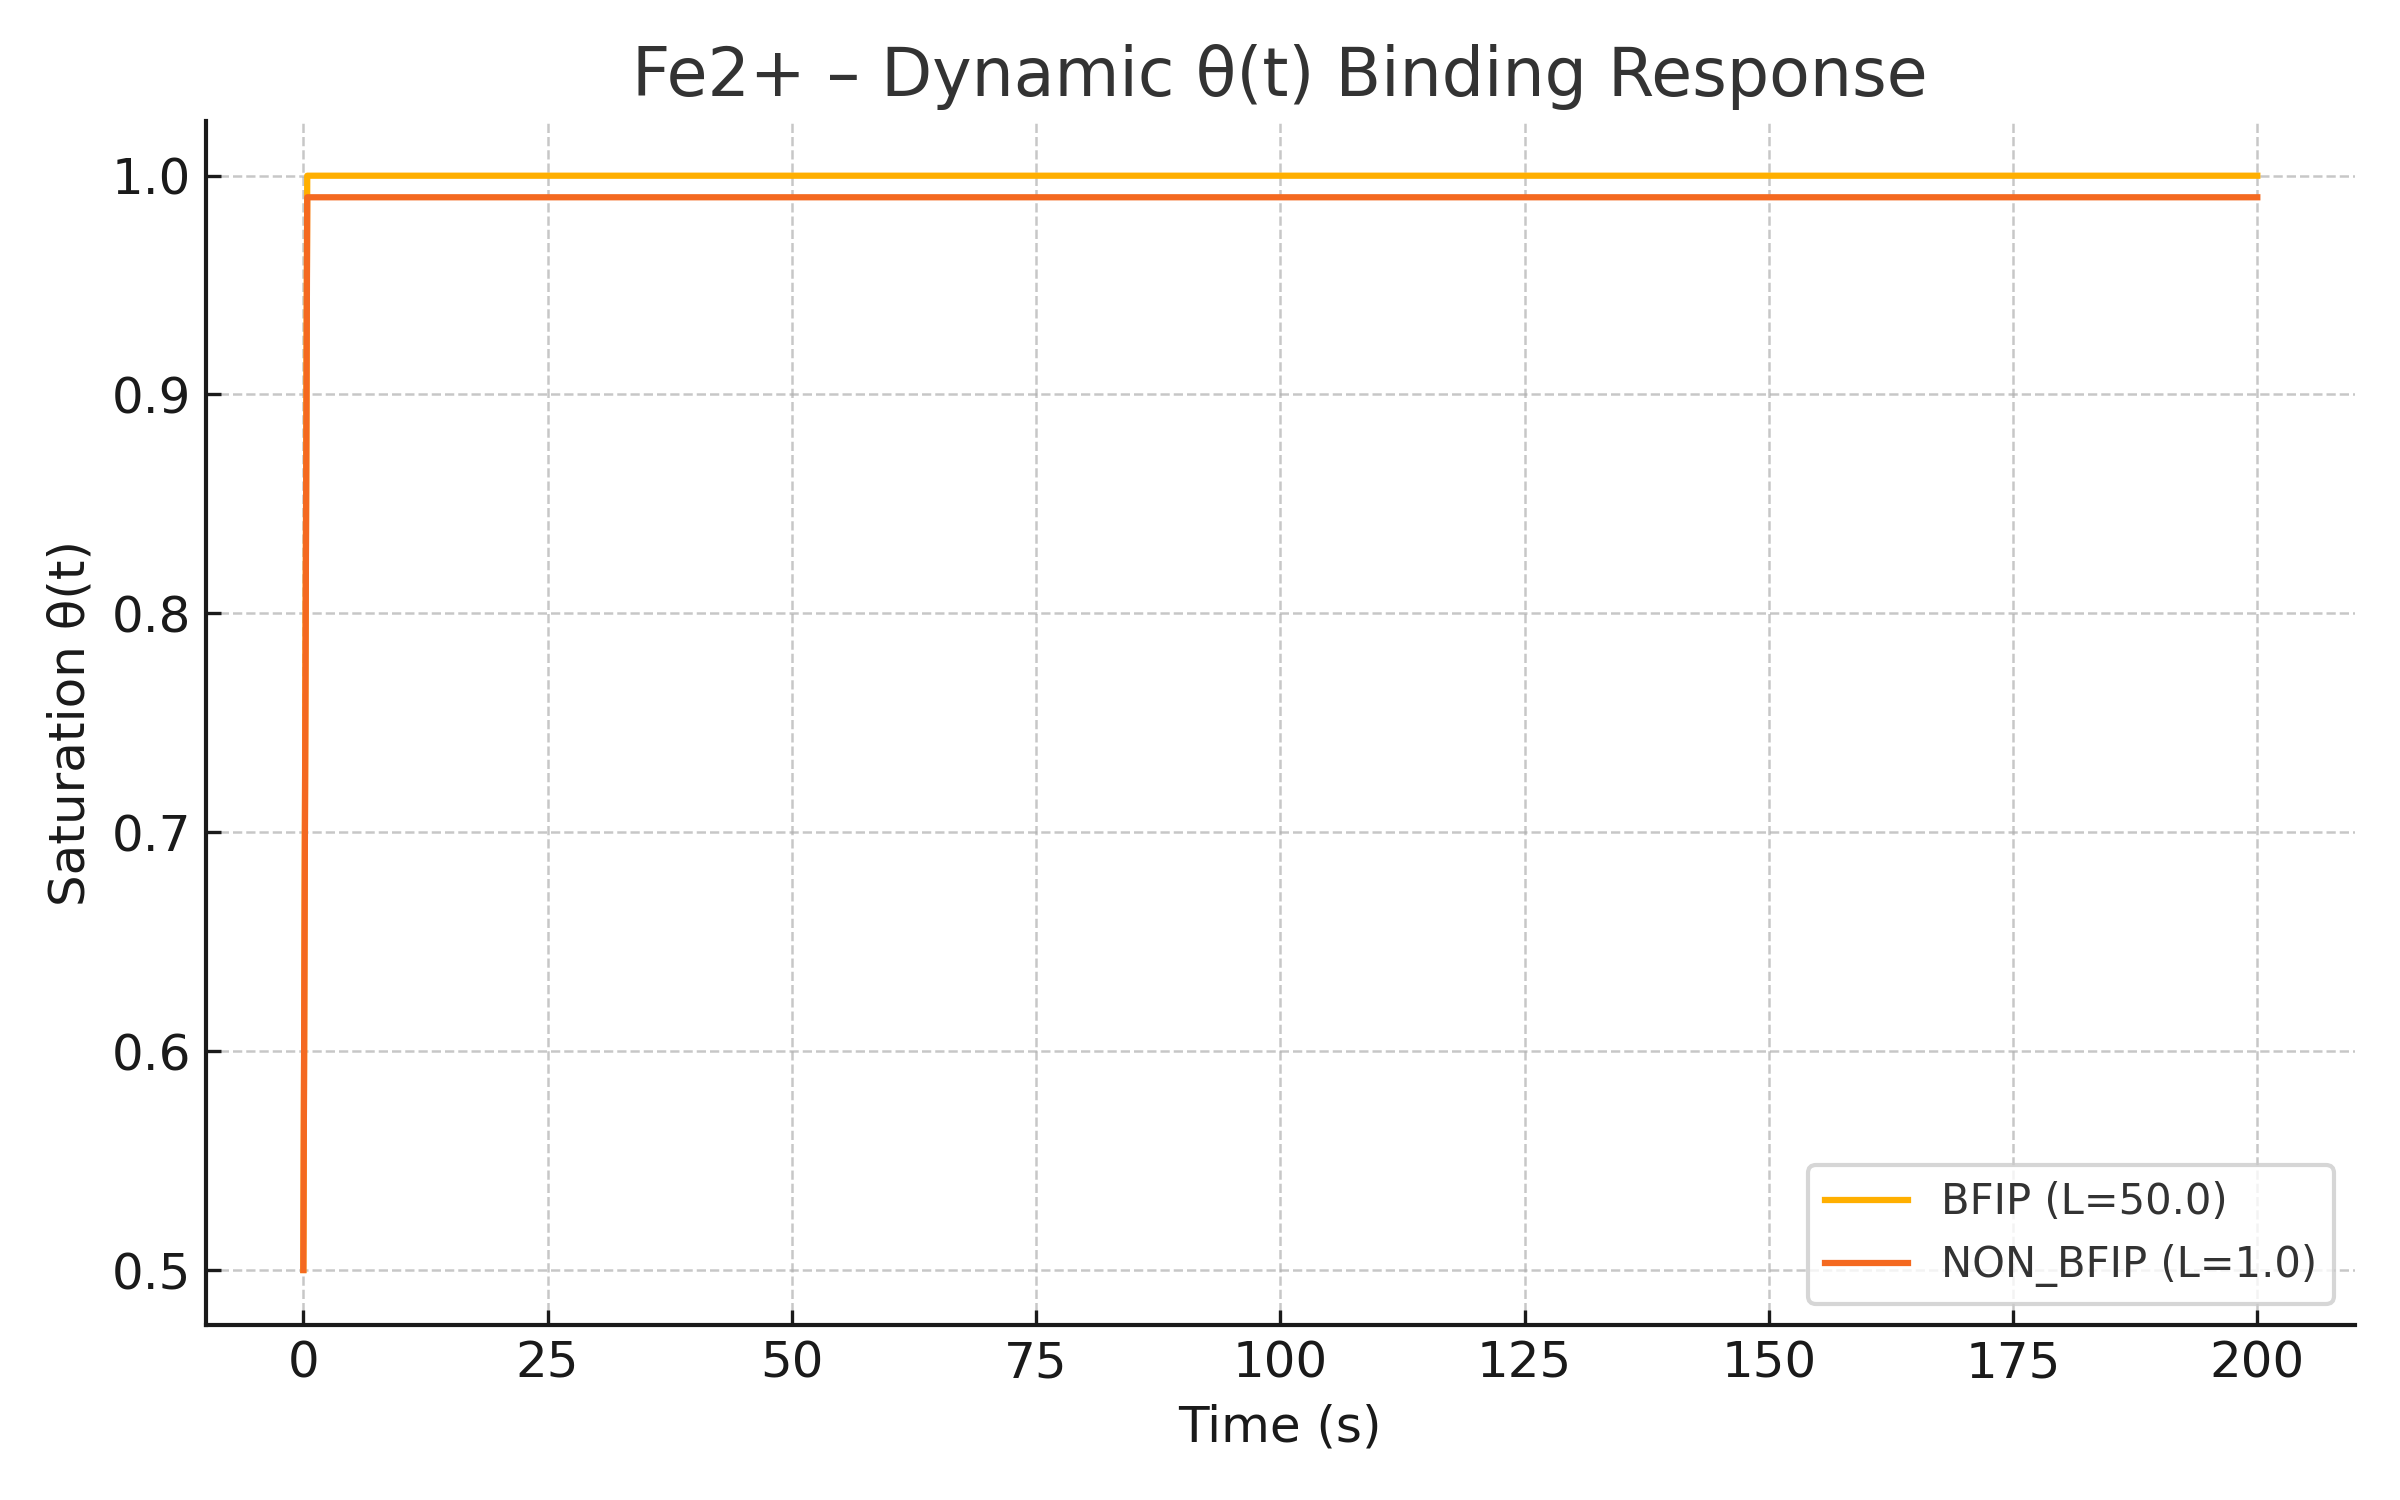 Fe2+ – Dynamic θ(t) Binding Response
Saturation θ(t)
1.0
0.9
0.8
0.7
0.6
0.5
BFIP (L=50.0)
NON_BFIP (L=1.0)
0 25 50 75 100 125 150 175 200
Time (s)